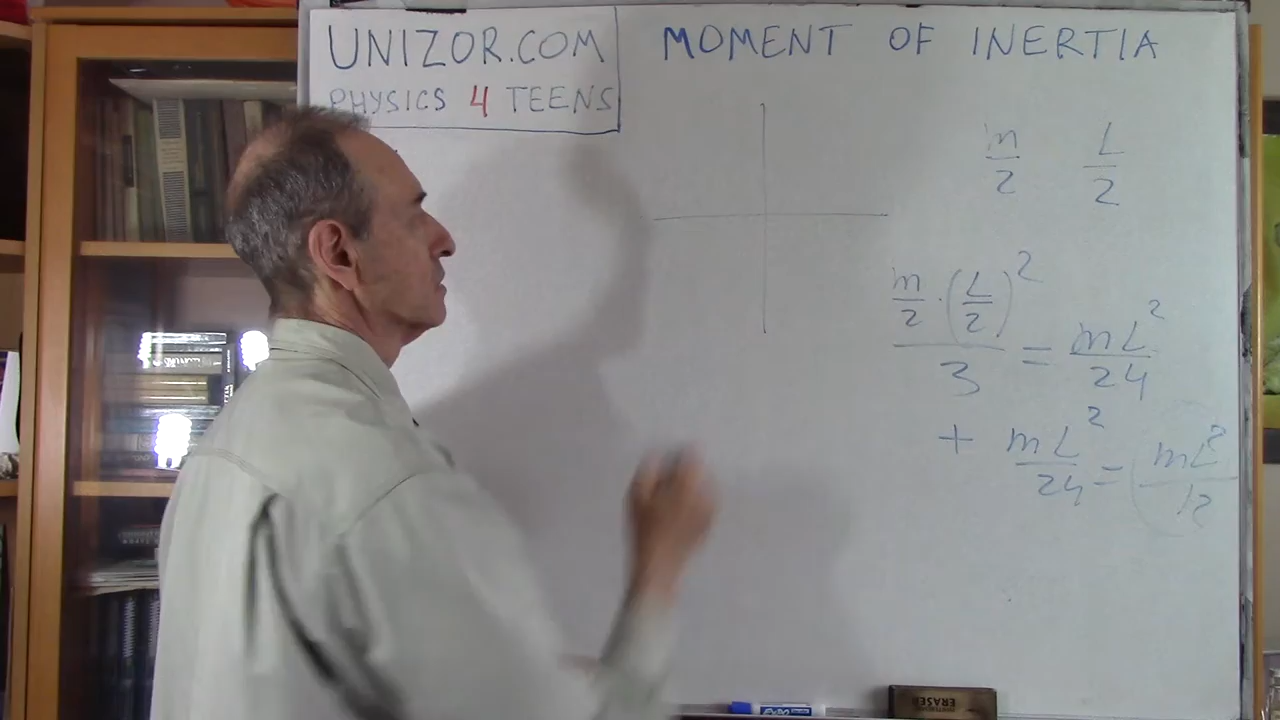 UNIZOR.COM
PHYSICS 4 TEENS
MOMENT OF INERTIA
m/2 L/2
m/2 · (L/2)² / 3 = mL²/24
+ mL²/24 = mL²/12
ERASER